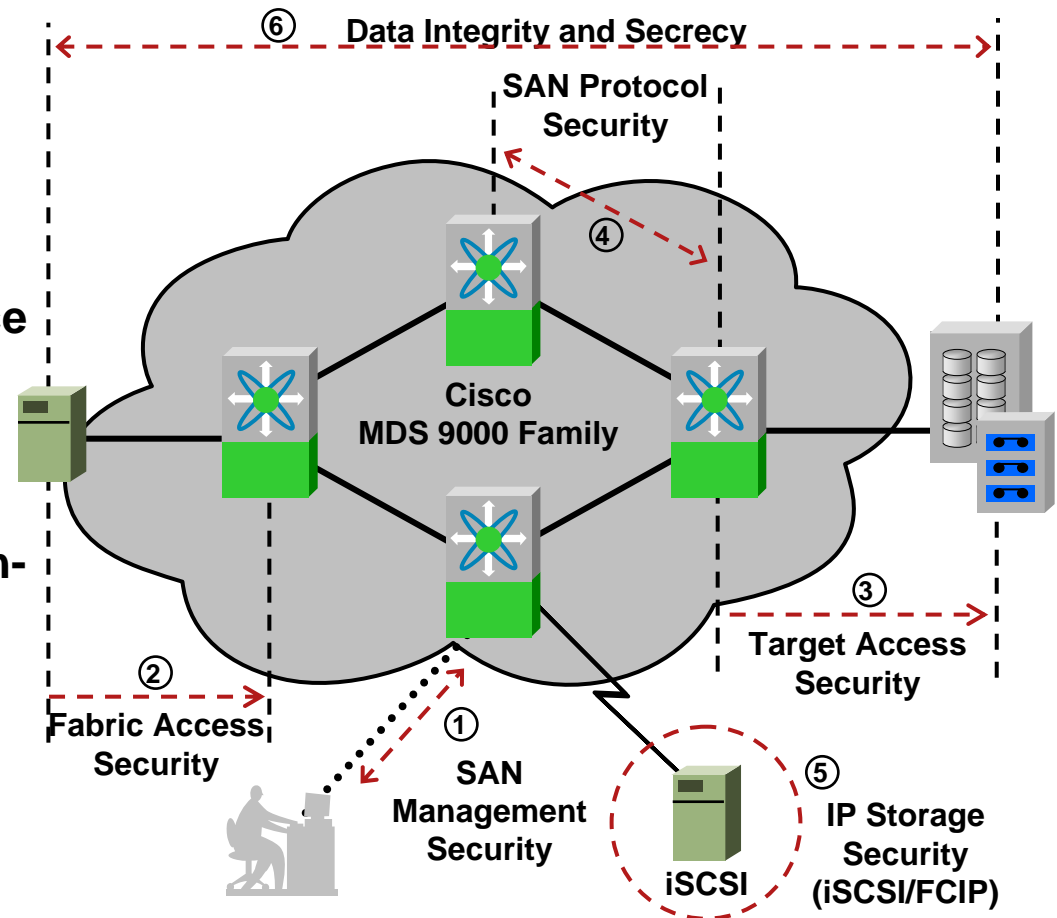 ⑥ Data Integrity and Secrecy
SAN Protocol
Security
④
Cisco
MDS 9000 Family
③
Target Access
Security
②
Fabric Access
Security
①
SAN
Management
Security
⑤
IP Storage
Security
(iSCSI/FCIP)
iSCSI